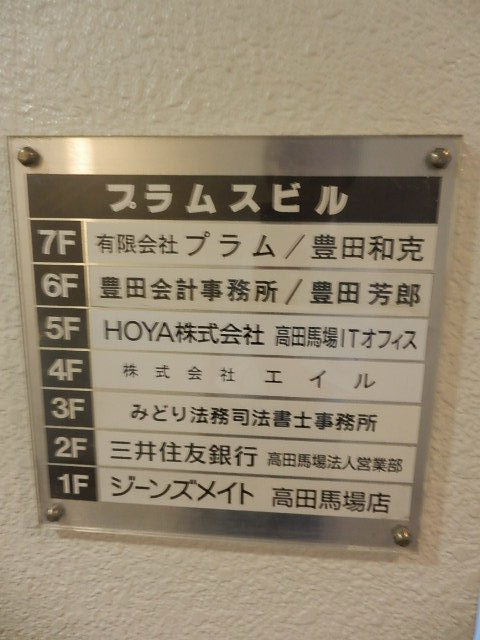 プラムスビル
7F 有限会社 プラム / 豊田和克
6F 豊田会計事務所 / 豊田 芳郎
5F HOYA株式会社 高田馬場ITオフィス
4F 株式会社 エイル
3F みどり法務司法書士事務所
2F 三井住友銀行 高田馬場法人営業部
1F ジーンズメイト 高田馬場店